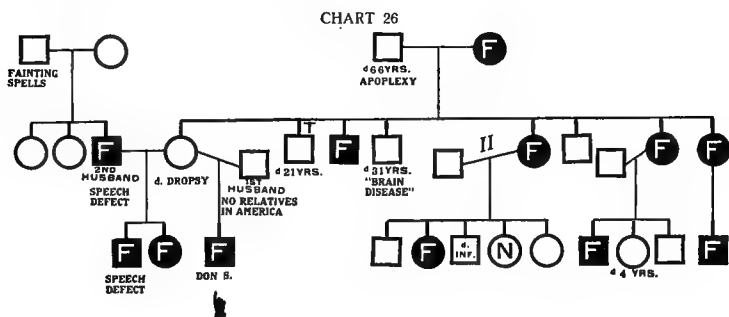 CHART 26
F
d 66 YRS.
APOPLEXY
FAINTING
SPELLS
T
II
F
F
F
F
F
2ND
HUSBAND
SPEECH
DEFECT
d. DROPSY
1ST
HUSBAND
NO RELATIVES
IN AMERICA
d 21 YRS.
d 31 YRS.
"BRAIN
DISEASE"
F
F
SPEECH
DEFECT
F
DON S.
F
d.
INF.
N
F
d 4 YRS.
F